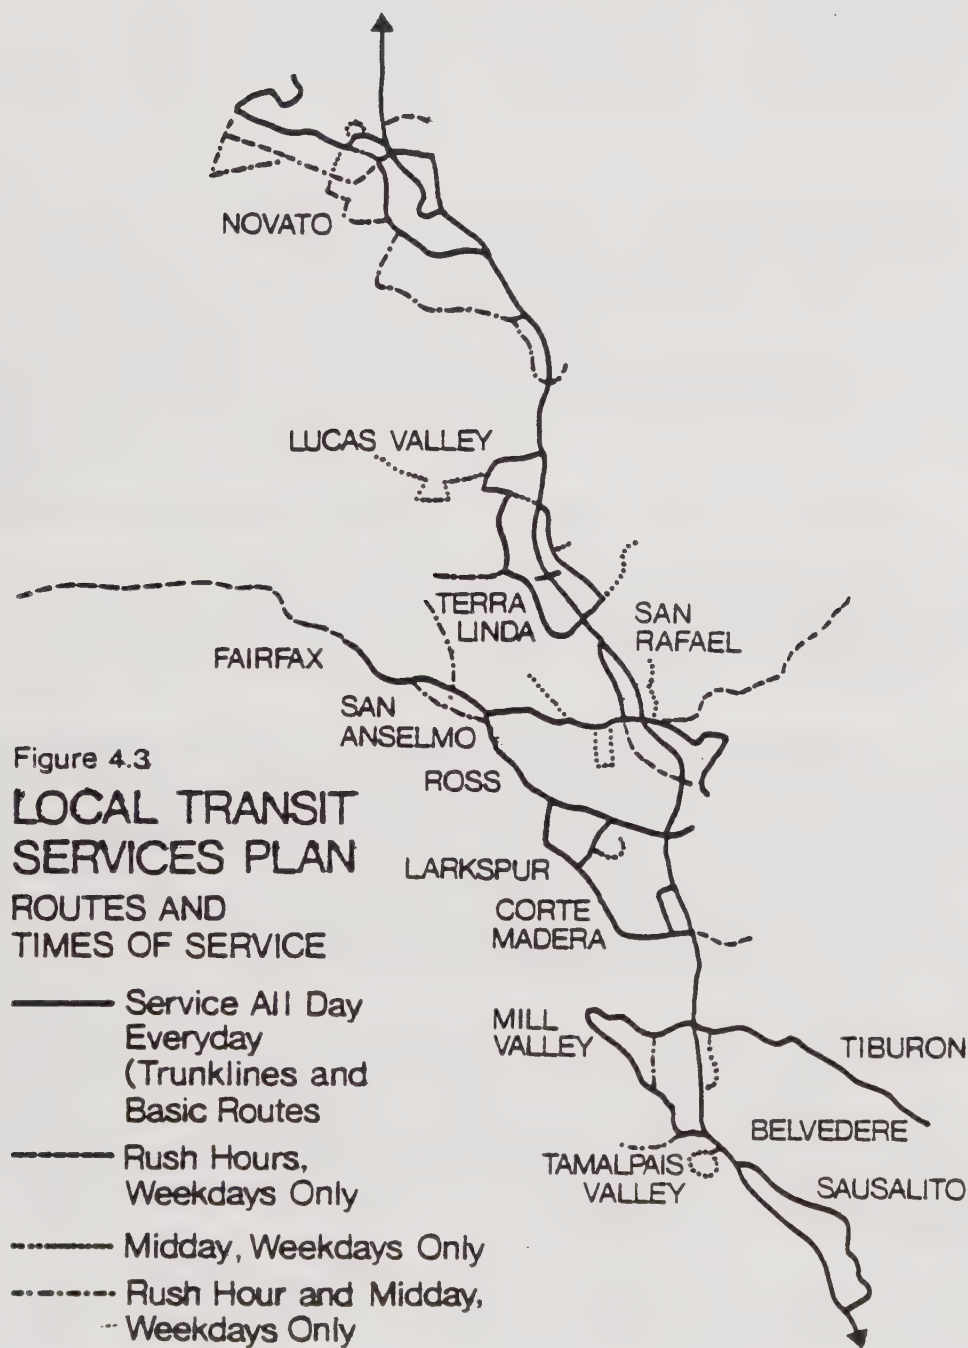 NOVATO
LUCAS VALLEY
TERRA
LINDA
SAN
RAFAEL
FAIRFAX
SAN
ANSELMO
ROSS
Figure 4.3
LOCAL TRANSIT
SERVICES PLAN
ROUTES AND
TIMES OF SERVICE
LARKSPUR
CORTE
MADERA
MILL
VALLEY
TIBURON
BELVEDERE
TAMALPAIS
VALLEY
SAUSALITO
Service All Day
Everyday
(Trunklines and
Basic Routes
Rush Hours,
Weekdays Only
Midday, Weekdays Only
Rush Hour and Midday,
Weekdays Only